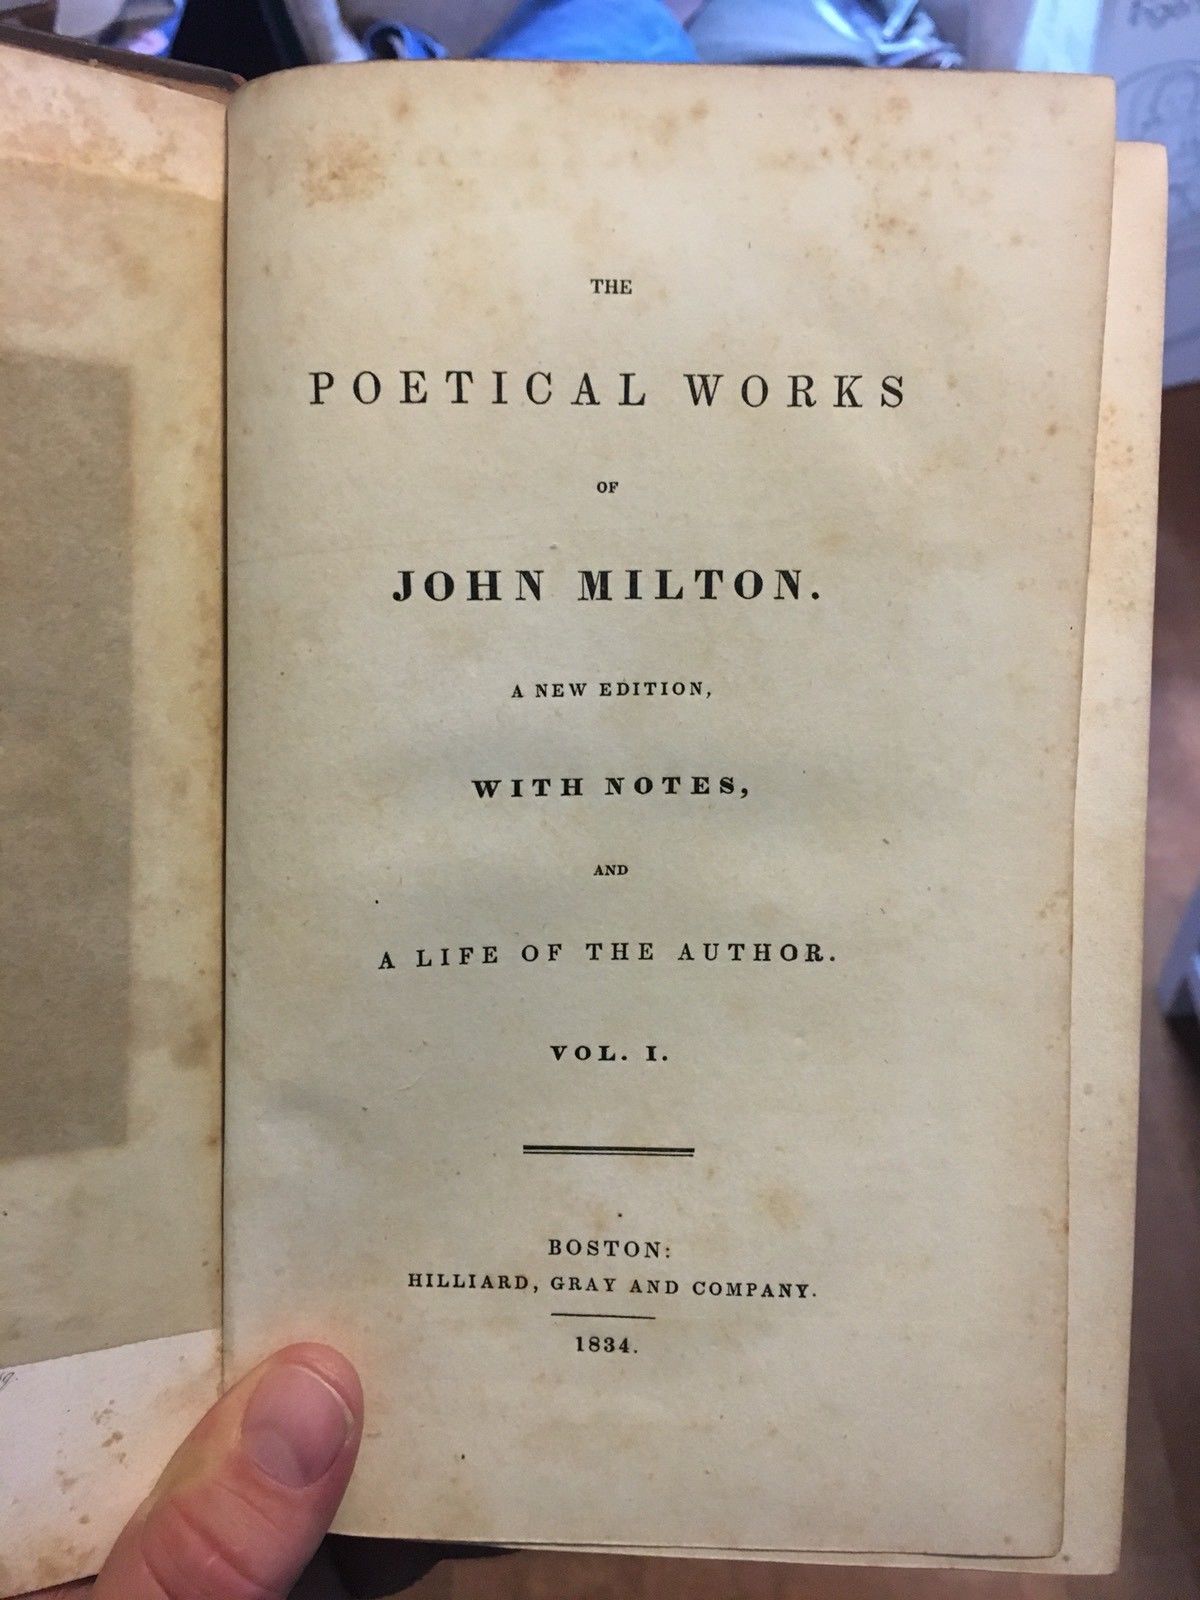 THE
POETICAL WORKS
OF
JOHN MILTON.
A NEW EDITION,
WITH NOTES,
AND
A LIFE OF THE AUTHOR.
VOL. I.
BOSTON:
HILLIARD, GRAY AND COMPANY.
1834.